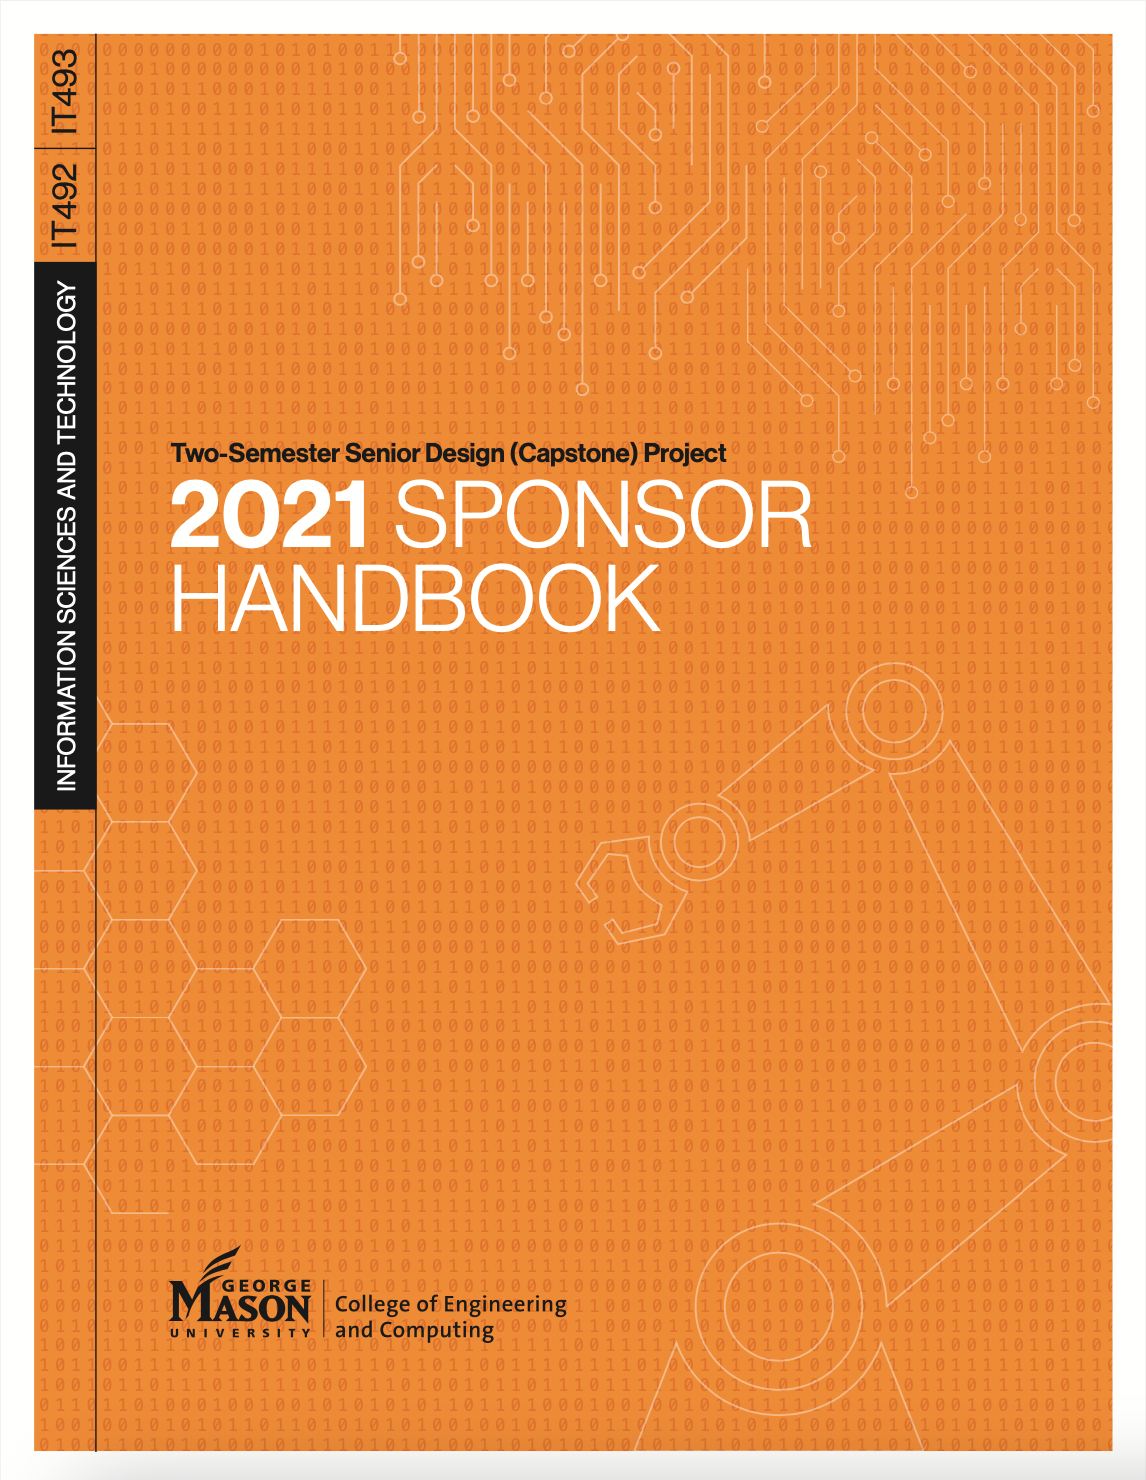 IT493
IT492
INFORMATION SCIENCES AND TECHNOLOGY
Two-Semester Senior Design (Capstone) Project
2021 SPONSOR
HANDBOOK
GEORGE
MASON
UNIVERSITY
College of Engineering
and Computing